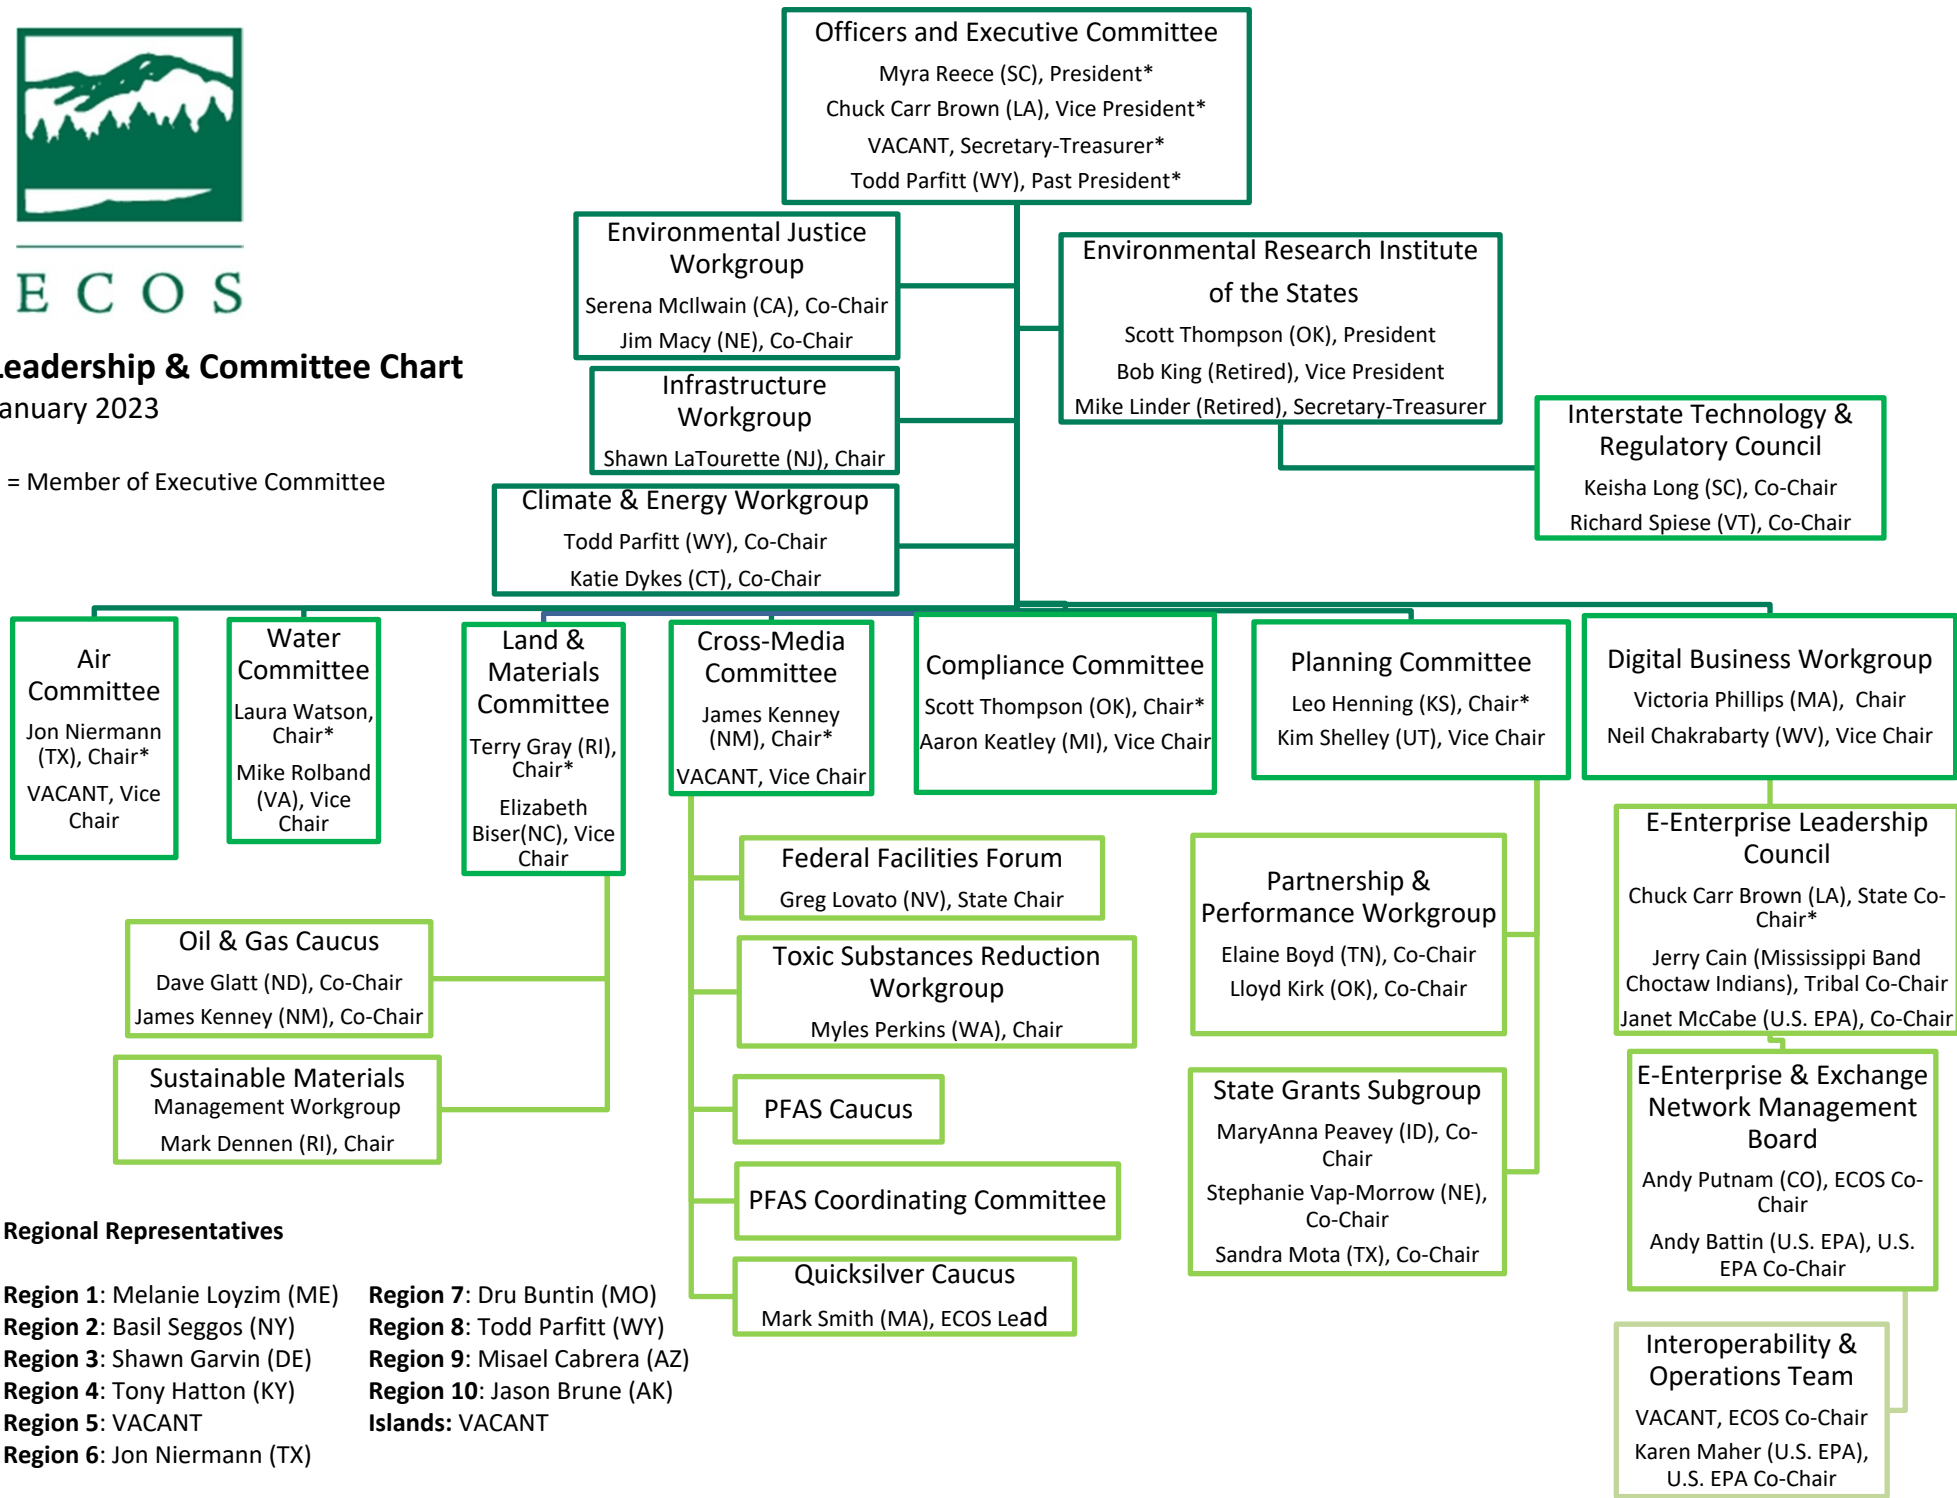 Officers and Executive Committee
Myra Reece (SC), President*
Chuck Carr Brown (LA), Vice President*
VACANT, Secretary-Treasurer*
Todd Parfitt (WY), Past President*
ECOS
Leadership & Committee Chart
January 2023
= Member of Executive Committee
Environmental Justice
Workgroup
Serena McIlwain (CA), Co-Chair
Jim Macy (NE), Co-Chair
Environmental Research Institute
of the States
Scott Thompson (OK), President
Bob King (Retired), Vice President
Mike Linder (Retired), Secretary-Treasurer
Infrastructure
Workgroup
Shawn LaTourette (NJ), Chair
Interstate Technology &
Regulatory Council
Keisha Long (SC), Co-Chair
Richard Spiese (VT), Co-Chair
Climate & Energy Workgroup
Todd Parfitt (WY), Co-Chair
Katie Dykes (CT), Co-Chair
Air
Committee
Jon Niermann
(TX), Chair*
VACANT, Vice
Chair
Water
Committee
Laura Watson,
Chair*
Mike Rolband
(VA), Vice
Chair
Land &
Materials
Committee
Terry Gray (RI),
Chair*
Elizabeth
Biser(NC), Vice
Chair
Cross-Media
Committee
James Kenney
(NM), Chair*
VACANT, Vice Chair
Compliance Committee
Scott Thompson (OK), Chair*
Aaron Keatley (MI), Vice Chair
Planning Committee
Leo Henning (KS), Chair*
Kim Shelley (UT), Vice Chair
Digital Business Workgroup
Victoria Phillips (MA), Chair
Neil Chakrabarty (WV), Vice Chair
Oil & Gas Caucus
Dave Glatt (ND), Co-Chair
James Kenney (NM), Co-Chair
Sustainable Materials
Management Workgroup
Mark Dennen (RI), Chair
Federal Facilities Forum
Greg Lovato (NV), State Chair
Toxic Substances Reduction
Workgroup
Myles Perkins (WA), Chair
PFAS Caucus
PFAS Coordinating Committee
Quicksilver Caucus
Mark Smith (MA), ECOS Lead
Partnership &
Performance Workgroup
Elaine Boyd (TN), Co-Chair
Lloyd Kirk (OK), Co-Chair
State Grants Subgroup
MaryAnna Peavey (ID), Co-
Chair
Stephanie Vap-Morrow (NE),
Co-Chair
Sandra Mota (TX), Co-Chair
E-Enterprise Leadership
Council
Chuck Carr Brown (LA), State Co-
Chair*
Jerry Cain (Mississippi Band
Choctaw Indians), Tribal Co-Chair
Janet McCabe (U.S. EPA), Co-Chair
E-Enterprise & Exchange
Network Management
Board
Andy Putnam (CO), ECOS Co-
Chair
Andy Battin (U.S. EPA), U.S.
EPA Co-Chair
Interoperability &
Operations Team
VACANT, ECOS Co-Chair
Karen Maher (U.S. EPA),
U.S. EPA Co-Chair
Regional Representatives
Region 1: Melanie Loyzim (ME)
Region 2: Basil Seggos (NY)
Region 3: Shawn Garvin (DE)
Region 4: Tony Hatton (KY)
Region 5: VACANT
Region 6: Jon Niermann (TX)
Region 7: Dru Buntin (MO)
Region 8: Todd Parfitt (WY)
Region 9: Misael Cabrera (AZ)
Region 10: Jason Brune (AK)
Islands: VACANT